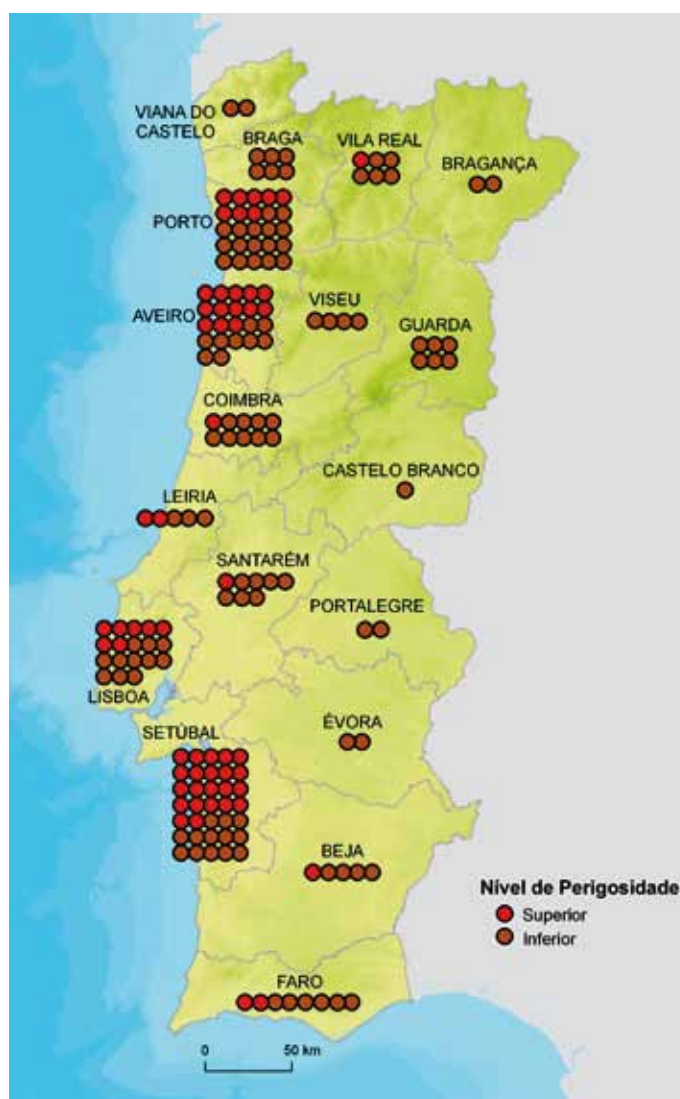 VIANA DO
CASTELO
BRAGA
VILA REAL
BRAGANÇA
PORTO
AVEIRO
VISEU
GUARDA
COIMBRA
CASTELO BRANCO
LEIRIA
SANTARÉM
PORTALEGRE
LISBOA
SETÚBAL
ÉVORA
BEJA
Nível de Perigosidade
Superior
Inferior
FARO
0 50 km